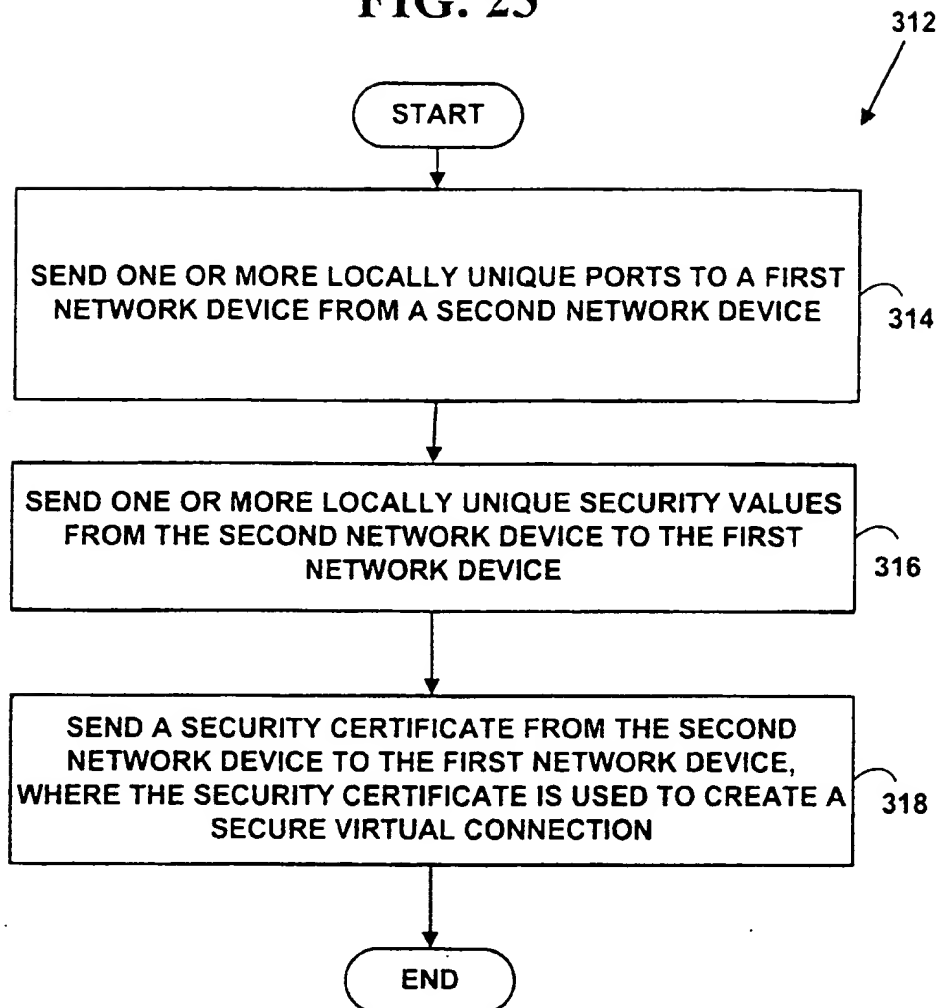 FIG. 25
312
START
SEND ONE OR MORE LOCALLY UNIQUE PORTS TO A FIRST
NETWORK DEVICE FROM A SECOND NETWORK DEVICE
314
SEND ONE OR MORE LOCALLY UNIQUE SECURITY VALUES
FROM THE SECOND NETWORK DEVICE TO THE FIRST
NETWORK DEVICE
316
SEND A SECURITY CERTIFICATE FROM THE SECOND
NETWORK DEVICE TO THE FIRST NETWORK DEVICE,
WHERE THE SECURITY CERTIFICATE IS USED TO CREATE A
SECURE VIRTUAL CONNECTION
318
END